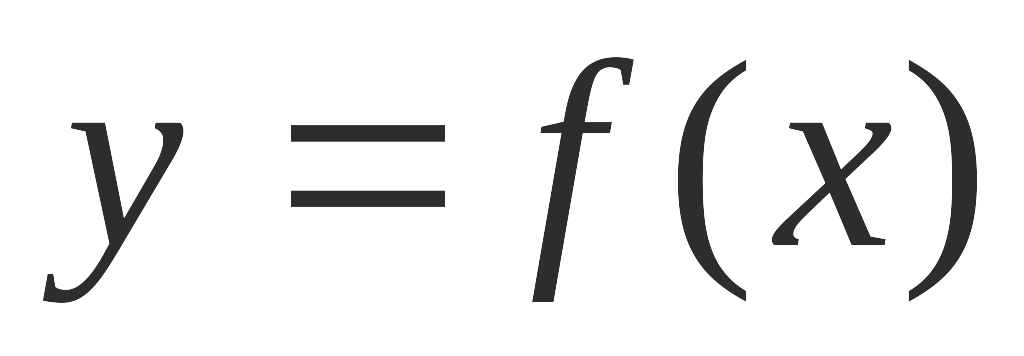 y = f(x)